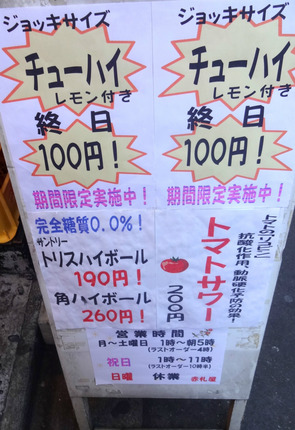 ジョッキサイズ
チューハイ
レモン付き
終日
100円！
期間限定実施中！
ジョッキサイズ
チューハイ
レモン付き
終日
100円！
期間限定実施中！
完全糖質0.0%！
サントリー
トリスハイボール
190円！
角ハイボール
260円！
トマトのリコピン
抗酸化作用、動脈硬化予防の効果！
トマトサワー
200円
営業時間
月～土曜日 1時～朝5時
(ラストオーダー4時)
祝日 1時～11時
(ラストオーダー10時半)
日曜 休業 赤札屋